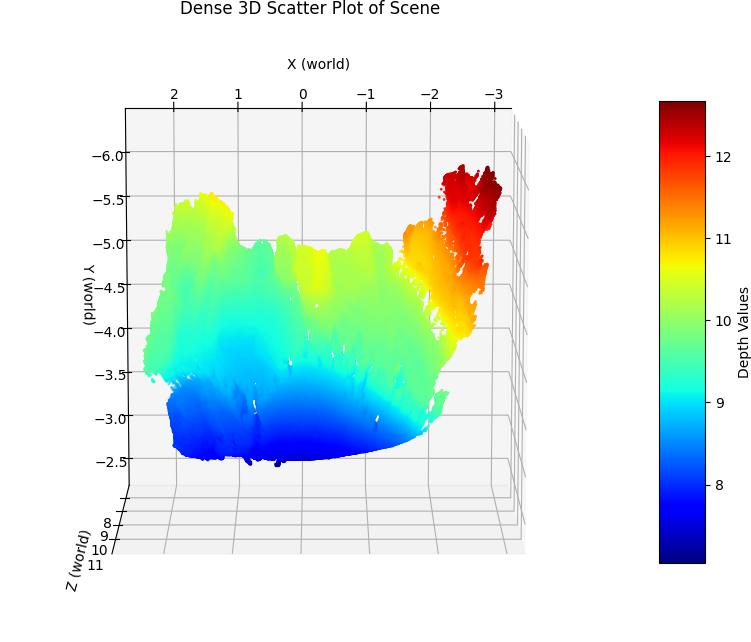 Dense 3D Scatter Plot of Scene
X (world)
2 1 0 −1 −2 −3
−6.0
−5.5
−5.0
−4.5
−4.0
−3.5
−3.0
−2.5
Y (world)
8
9
10
11
Z (world)
12
11
10
9
8
Depth Values